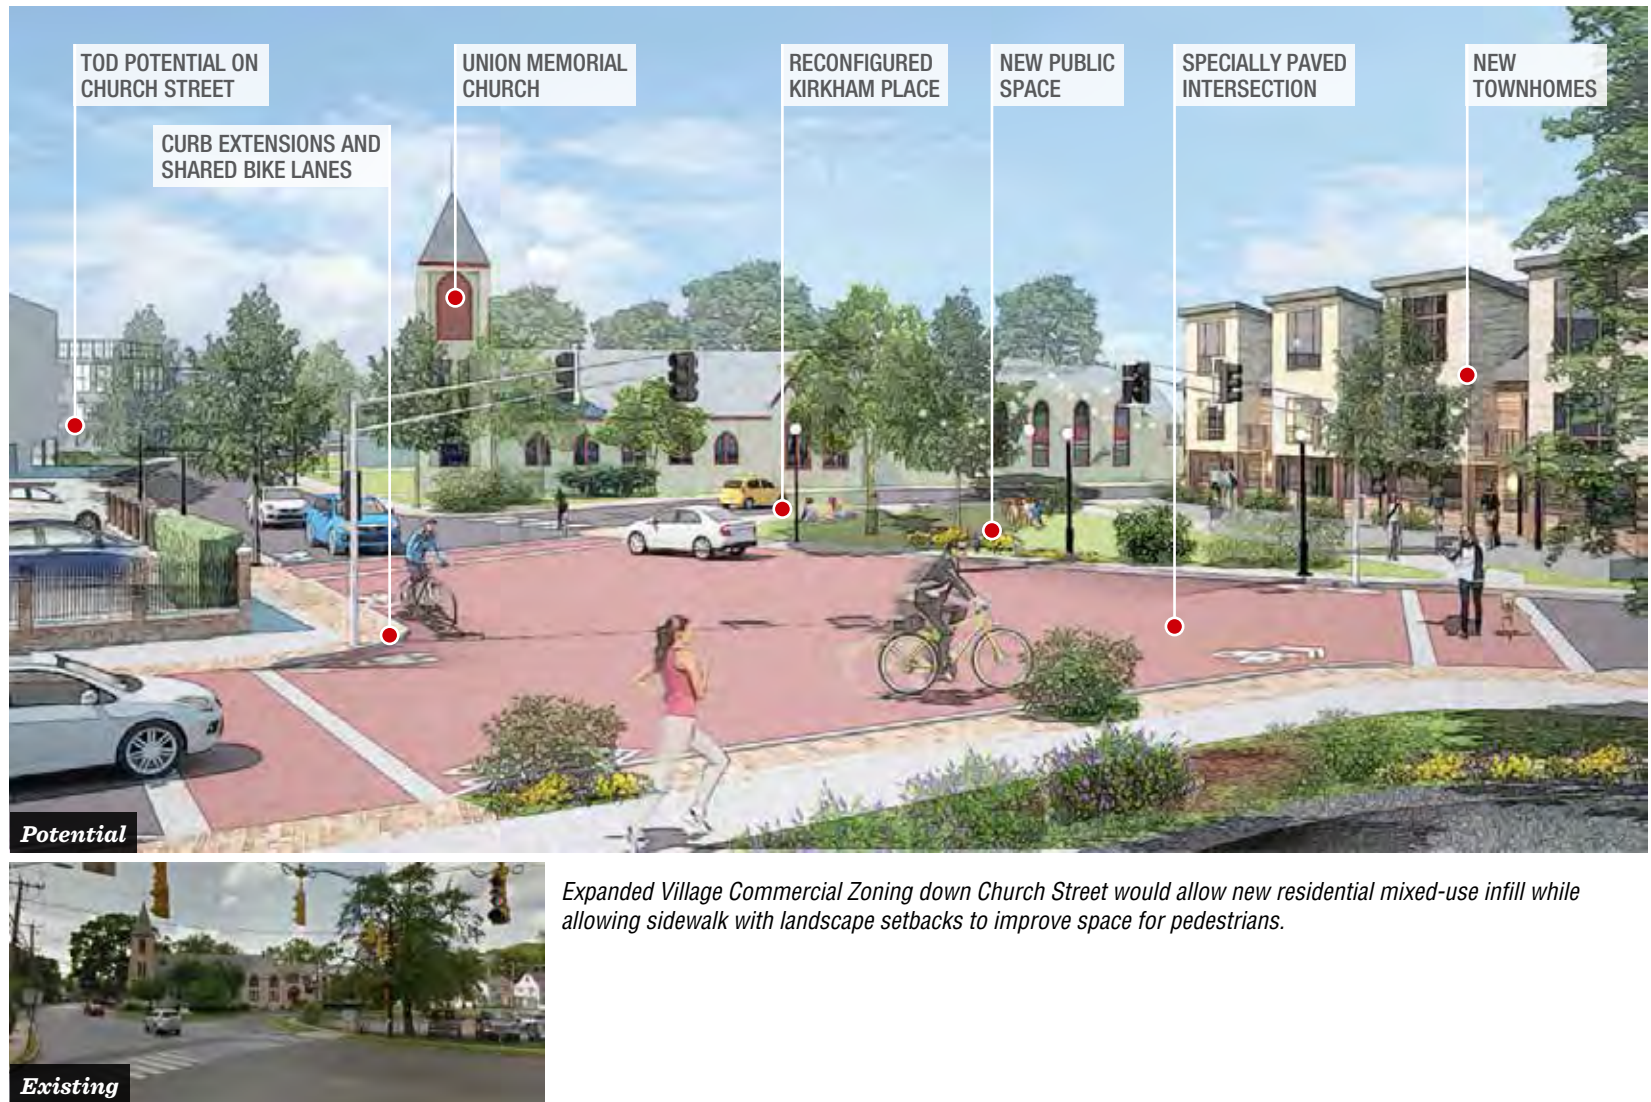 TOD POTENTIAL ON
CHURCH STREET
UNION MEMORIAL
CHURCH
RECONFIGURED
KIRKHAM PLACE
NEW PUBLIC
SPACE
SPECIALLY PAVED
INTERSECTION
NEW
TOWNHOMES
CURB EXTENSIONS AND
SHARED BIKE LANES
Potential
Expanded Village Commercial Zoning down Church Street would allow new residential mixed-use infill while
allowing sidewalk with landscape setbacks to improve space for pedestrians.
Existing